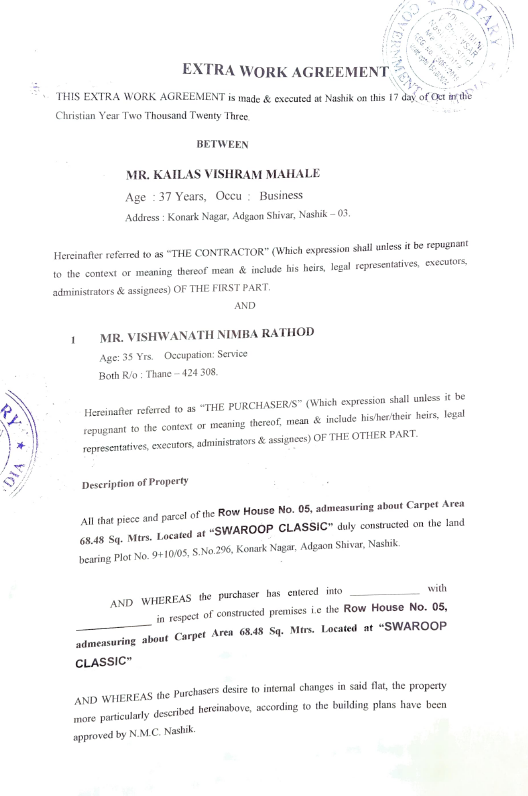 NOTARY
EXTRA WORK AGREEMENT
THIS EXTRA WORK AGREEMENT is made & executed at Nashik on this 17 day of Oct in the
Christian Year Two Thousand Twenty Three.
BETWEEN
MR. KAILAS VISHRAM MAHALE
Age : 37 Years, Occu : Business
Address : Konark Nagar, Adgaon Shivar, Nashik – 03.
Hereinafter referred to as “THE CONTRACTOR” (Which expression shall unless it be repugnant
to the context or meaning thereof mean & include his heirs, legal representatives, executors,
administrators & assignees) OF THE FIRST PART.
AND
1 MR. VISHWANATH NIMBA RATHOD
Age: 35 Yrs. Occupation: Service
Both R/o : Thane – 424 308.
Hereinafter referred to as “THE PURCHASER/S” (Which expression shall unless it be
repugnant to the context or meaning thereof, mean & include his/her/their heirs, legal
representatives, executors, administrators & assignees) OF THE OTHER PART.
Description of Property
All that piece and parcel of the Row House No. 05, admeasuring about Carpet Area
68.48 Sq. Mtrs. Located at “SWAROOP CLASSIC” duly constructed on the land
bearing Plot No. 9+10/05, S.No.296, Konark Nagar, Adgaon Shivar, Nashik.
AND WHEREAS the purchaser has entered into ____________ with
____________ in respect of constructed premises i.e the Row House No. 05,
admeasuring about Carpet Area 68.48 Sq. Mtrs. Located at “SWAROOP
CLASSIC”
AND WHEREAS the Purchasers desire to internal changes in said flat, the property
more particularly described hereinabove, according to the building plans have been
approved by N.M.C. Nashik.